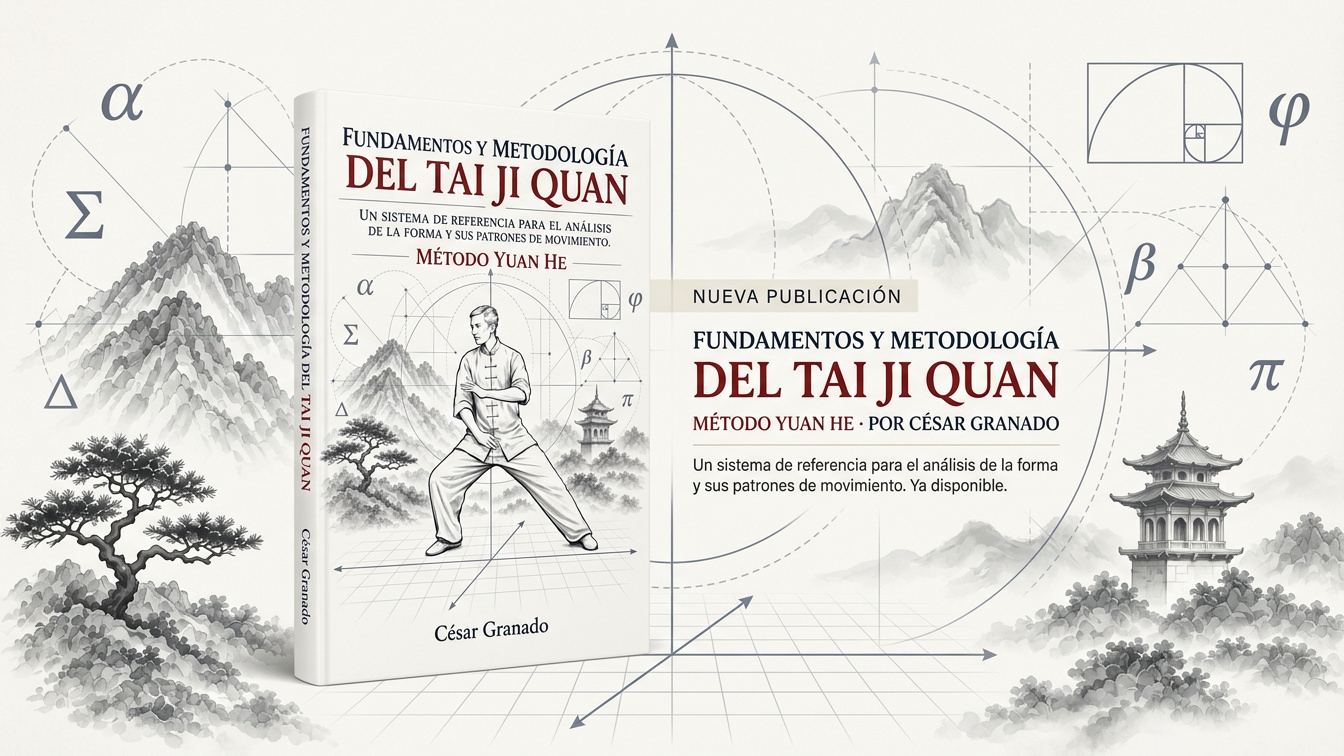 α
Σ
Δ
FUNDAMENTOS Y METODOLOGÍA DEL TAI JI QUAN
César Granado
FUNDAMENTOS Y METODOLOGÍA
DEL TAI JI QUAN
UN SISTEMA DE REFERENCIA PARA EL ANÁLISIS
DE LA FORMA Y SUS PATRONES DE MOVIMIENTO.
MÉTODO YUAN HE
α
φ
Σ
β
Δ
π
César Granado
NUEVA PUBLICACIÓN
FUNDAMENTOS Y METODOLOGÍA
DEL TAI JI QUAN
MÉTODO YUAN HE · POR CÉSAR GRANADO
Un sistema de referencia para el análisis de la forma
y sus patrones de movimiento. Ya disponible.
φ
β
π